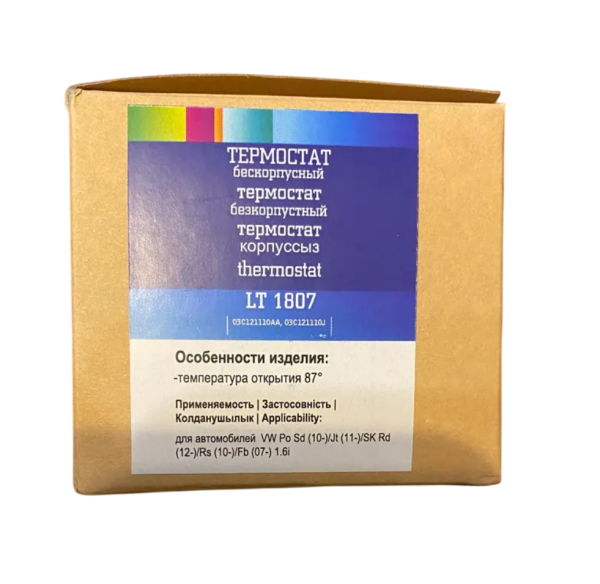 ТЕРМОСТАТ
бескорпусный
термостат
безкорпустный
термостат
корпуссыз
thermostat
LT 1807
03C121110AA, 03C121110J
Особенности изделия:
-температура открытия 87°
Применяемость | Застосовність |
Колданушылык | Applicability:
для автомобилей VW Po Sd (10-)/Jt (11-)/SK Rd
(12-)/Rs (10-)/Fb (07-) 1.6i